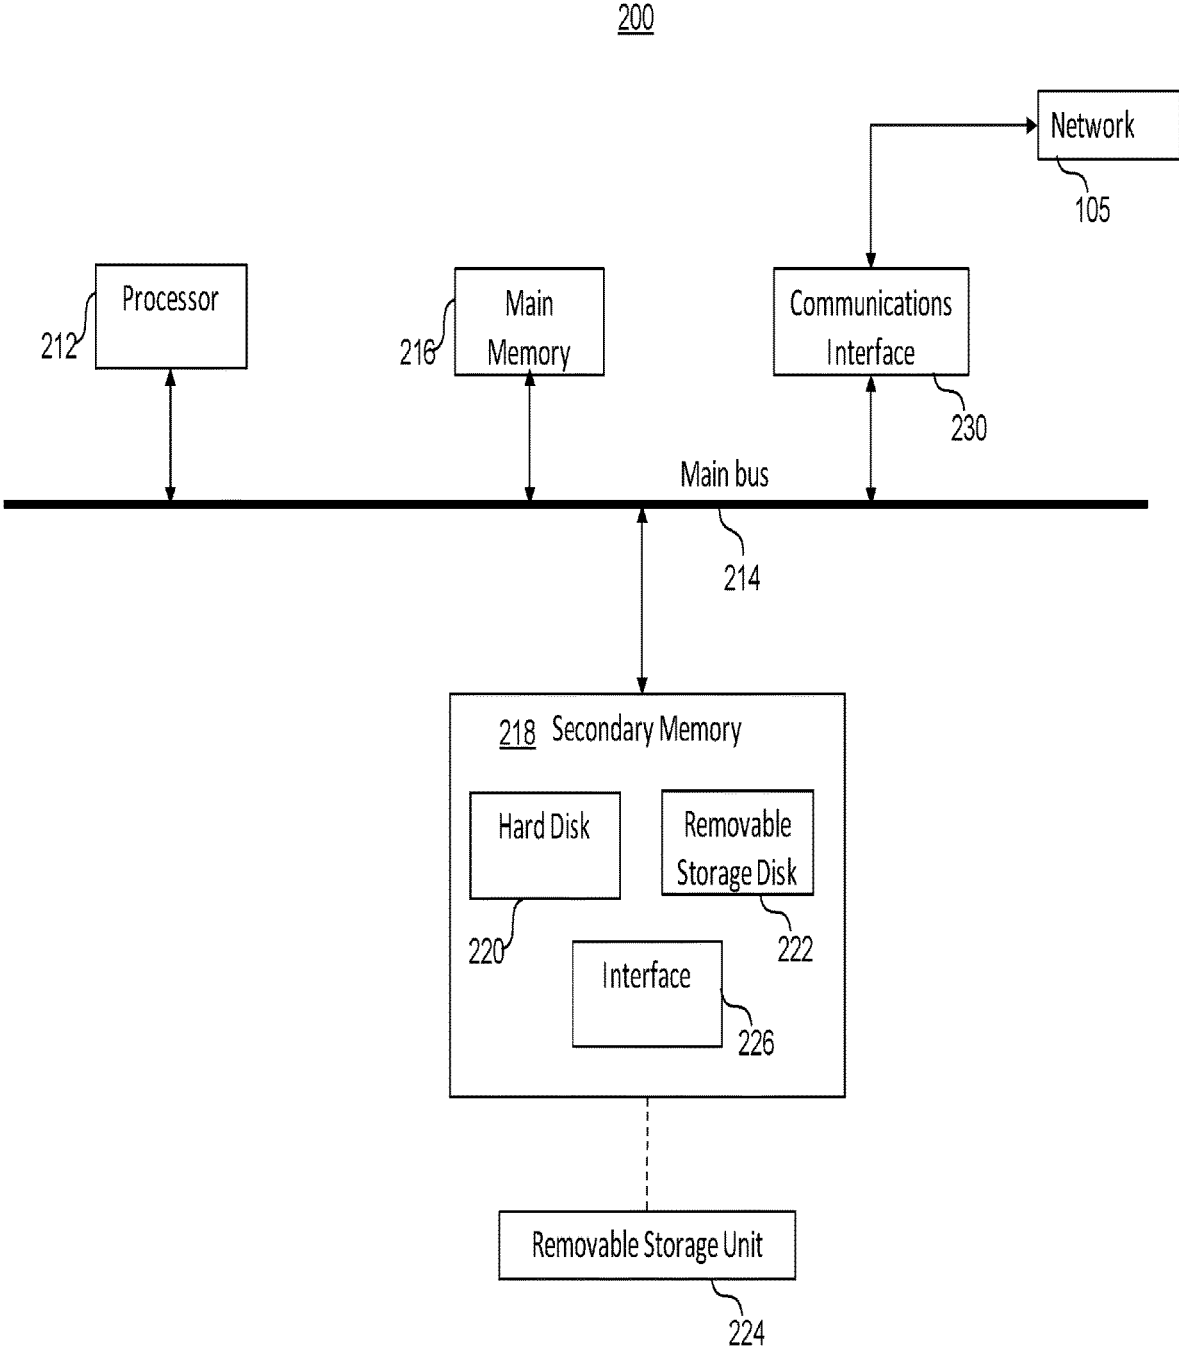 200
Network
105
Processor
212
Main
Memory
216
Communications
Interface
230
Main bus
214
218 Secondary Memory
Hard Disk
220
Removable
Storage Disk
222
Interface
226
Removable Storage Unit
224